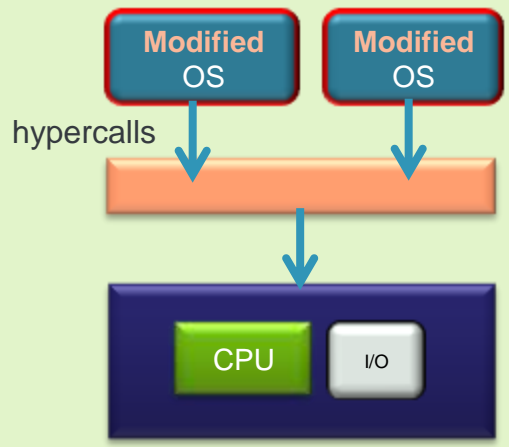 Modified
OS
Modified
OS
hypercalls
CPU
I/O